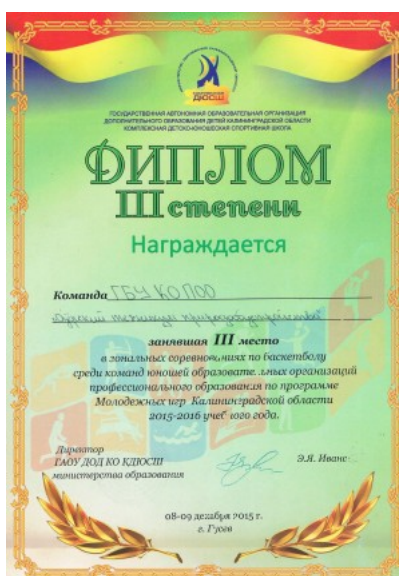 ДЮСШ
ГОСУДАРСТВЕННАЯ АВТОНОМНАЯ ОБРАЗОВАТЕЛЬНАЯ ОРГАНИЗАЦИЯ
ДОПОЛНИТЕЛЬНОГО ОБРАЗОВАНИЯ ДЕТЕЙ КАЛИНИНГРАДСКОЙ ОБЛАСТИ
КОМПЛЕКСНАЯ ДЕТСКО-ЮНОШЕСКАЯ СПОРТИВНАЯ ШКОЛА
ДИПЛОМ
III степени
Награждается
Команда ГБУ КО ПОО
техникум природообустройства"
занявшая III место
в зональных соревнованиях по баскетболу
среди команд юношей образовательных организаций
профессионального образования по программе
Молодежных игр Калининградской области
2015-2016 учебного года.
Директор
ГАОУ ДОД КО КДЮСШ
министерства образования
Э.Я. Иванс
08-09 декабря 2015 г.